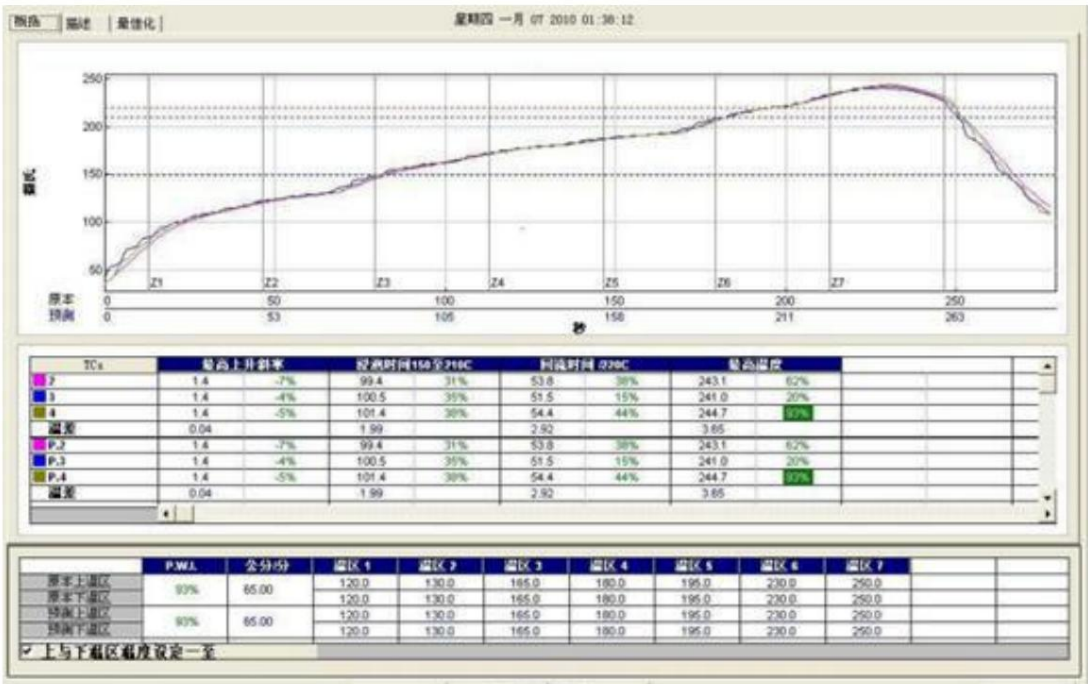 描述 最佳化
星期四 一月 07 2010 01:38:12
250
200
150
100
50
Z1 Z2 Z3 Z4 Z5 Z6 Z7
原本 0 50 100 150 200 250
预测 0 53 105 158 211 263
秒
TCs 最高上升斜率 浸测时间150至210C 回流时间 /220C 最高温度
2 1.4 -7% 99.4 31% 53.8 38% 243.1 62%
3 1.4 -4% 100.5 35% 51.5 15% 241.0 20%
4 1.4 -5% 101.4 38% 54.4 44% 244.7 93%
温差 0.04 1.99 2.92 3.65
P.2 1.4 -7% 99.4 31% 53.8 38% 243.1 62%
P.3 1.4 -4% 100.5 35% 51.5 15% 241.0 20%
P.4 1.4 -5% 101.4 38% 54.4 44% 244.7 93%
温差 0.04 1.99 2.92 3.65
P.W.I. 公分/分 温区 1 温区 2 温区 3 温区 4 温区 5 温区 6 温区 7
原本上温区 93% 65.00 120.0 130.0 165.0 180.0 195.0 230.0 250.0
原本下温区 120.0 130.0 165.0 180.0 195.0 230.0 250.0
预测上温区 93% 65.00 120.0 130.0 165.0 180.0 195.0 230.0 250.0
预测下温区 120.0 130.0 165.0 180.0 195.0 230.0 250.0
上与下温区温度设定一至